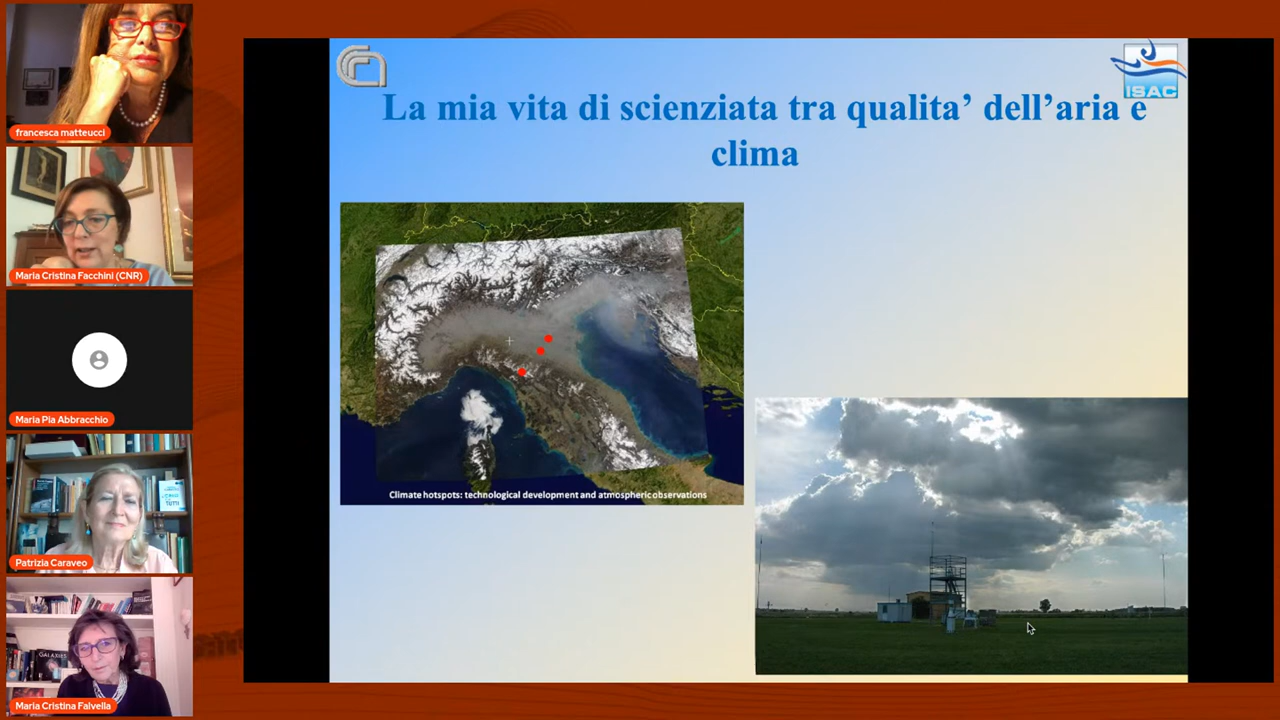 francesca matteucci
Maria Cristina Facchini (CNR)
Maria Pia Abbracchio
Patrizia Caraveo
GALAXIES
Maria Cristina Falvella
ISAC
La mia vita di scienziata tra qualita’ dell’aria e
clima
Climate hotspots: technological development and atmospheric observations